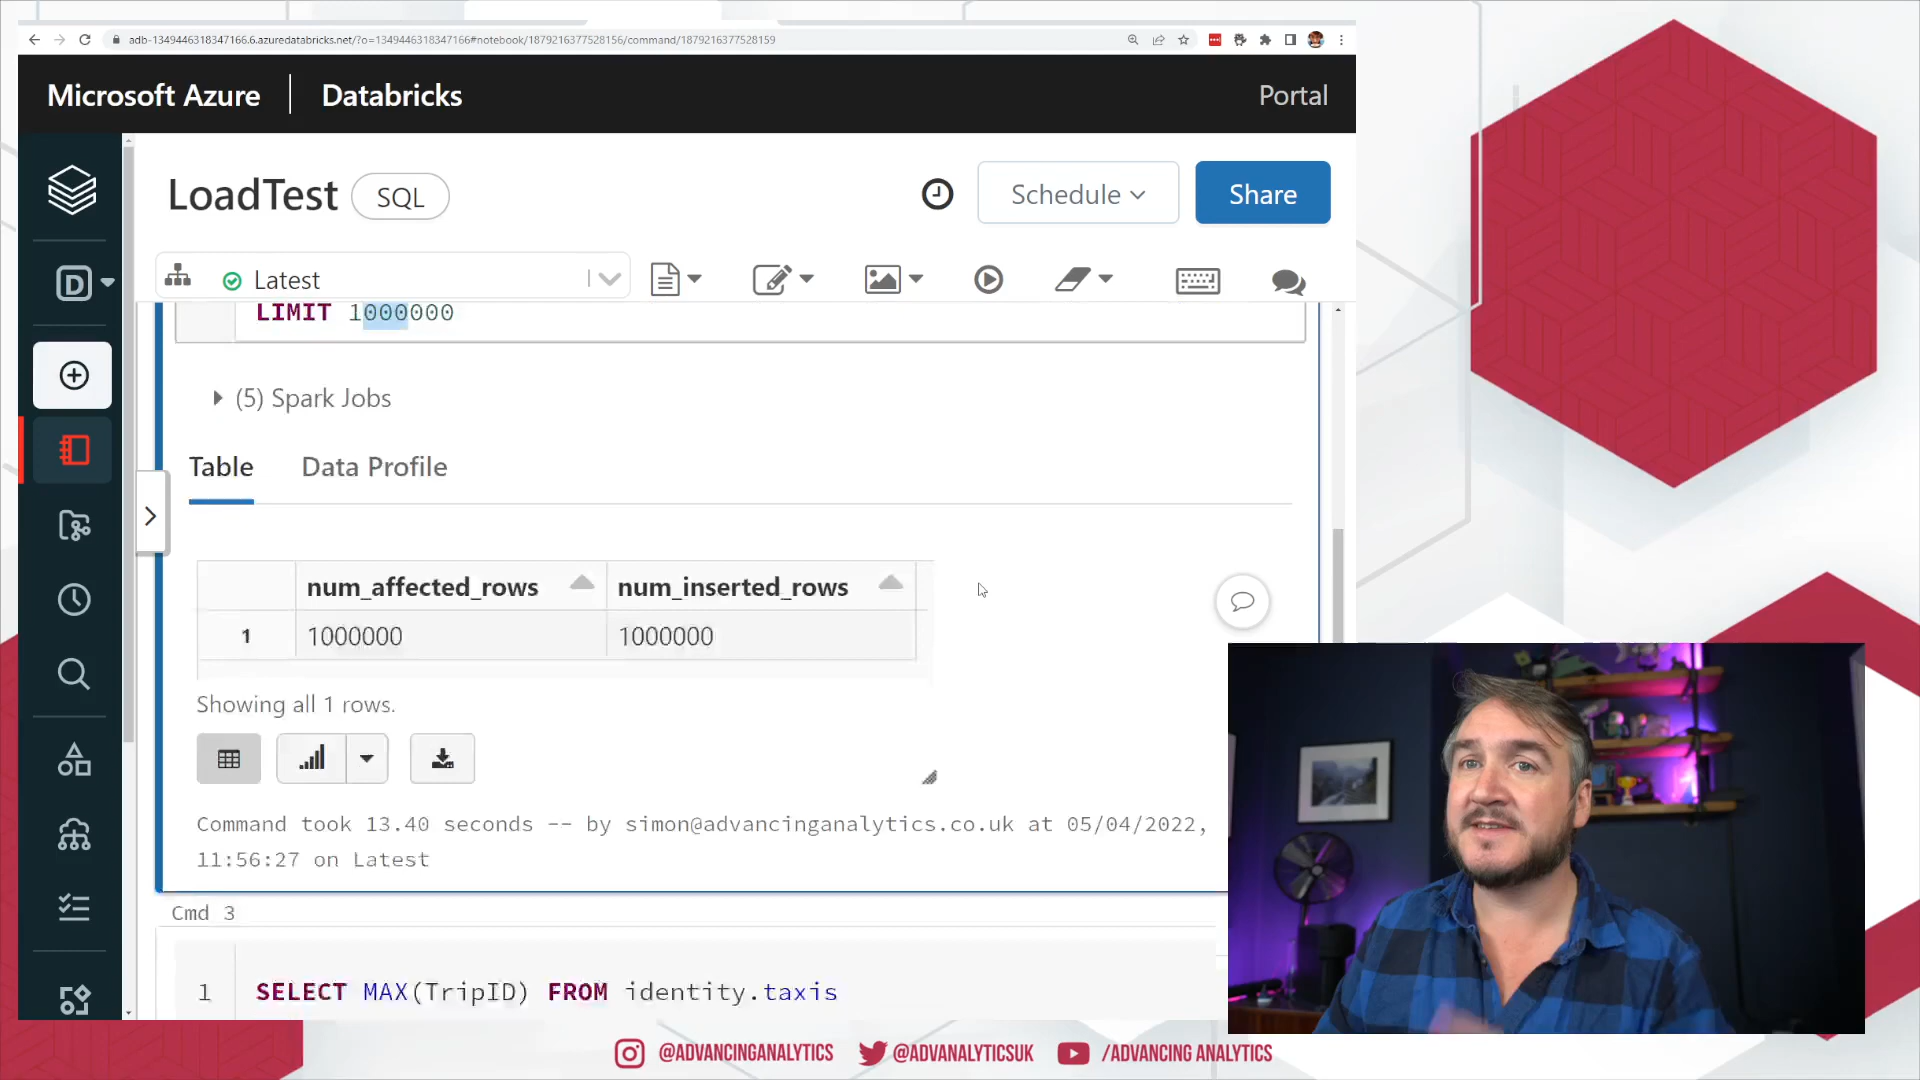 adb-1349446318347166.6.azuredatabricks.net/?o=1349446318347166#notebook/1879216377528156/command/1879216377528159
Microsoft Azure Databricks Portal
LoadTest SQL Schedule Share
D Latest
LIMIT 1000000
(5) Spark Jobs
Table Data Profile
num_affected_rows num_inserted_rows
1 1000000 1000000
Showing all 1 rows.
Command took 13.40 seconds -- by simon@advancinganalytics.co.uk at 05/04/2022,
11:56:27 on Latest
Cmd 3
1 SELECT MAX(TripID) FROM identity.taxis
@ADVANCINGANALYTICS @ADVANALYTICSUK /ADVANCING ANALYTICS